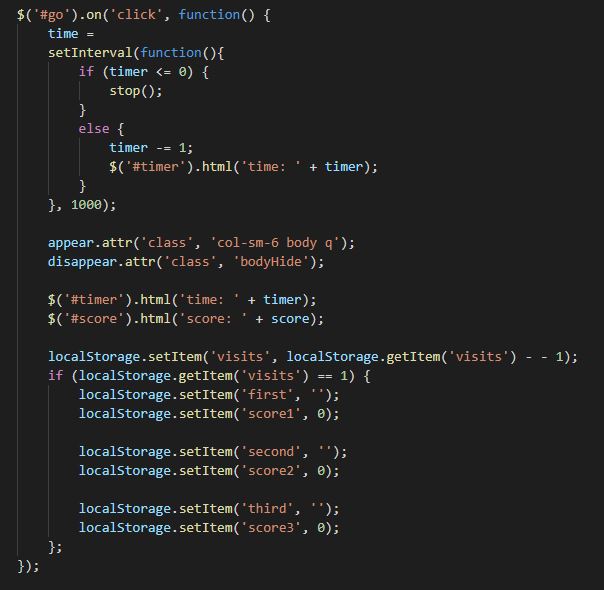 $('#go').on('click', function() {
    time =
    setInterval(function(){
        if (timer <= 0) {
            stop();
        }
        else {
            timer -= 1;
            $('#timer').html('time: ' + timer);
        }
    }, 1000);

    appear.attr('class', 'col-sm-6 body q');
    disappear.attr('class', 'bodyHide');

    $('#timer').html('time: ' + timer);
    $('#score').html('score: ' + score);

    localStorage.setItem('visits', localStorage.getItem('visits') - - 1);
    if (localStorage.getItem('visits') == 1) {
        localStorage.setItem('first', '');
        localStorage.setItem('score1', 0);

        localStorage.setItem('second', '');
        localStorage.setItem('score2', 0);

        localStorage.setItem('third', '');
        localStorage.setItem('score3', 0);
    };
});